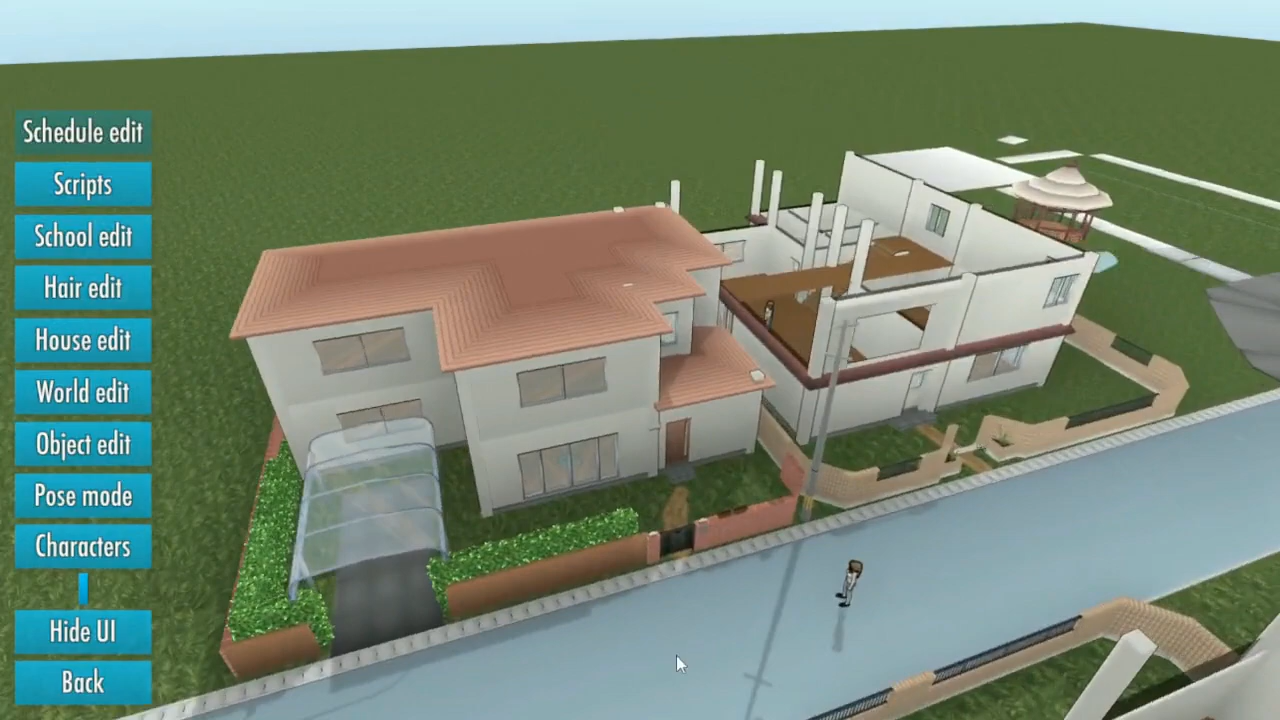 Schedule edit
Scripts
School edit
Hair edit
House edit
World edit
Object edit
Pose mode
Characters
Hide UI
Back